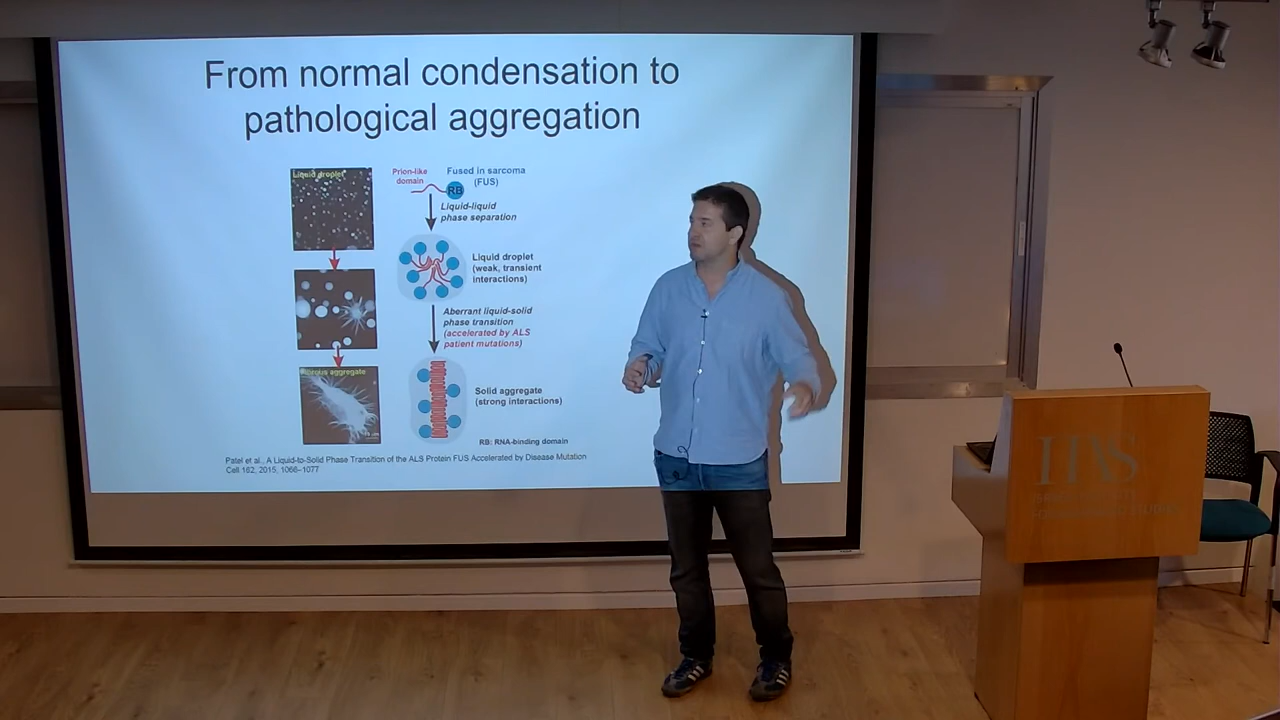 From normal condensation to
pathological aggregation
Liquid droplet
Prion-like
domain
Fused in sarcoma
(FUS)
RB
Liquid-liquid
phase separation
Liquid droplet
(weak, transient
interactions)
Aberrant liquid-solid
phase transition
(accelerated by ALS
patient mutations)
Fibrous aggregate
Solid aggregate
(strong interactions)
RB: RNA-binding domain
Patel et al., A Liquid-to-Solid Phase Transition of the ALS Protein FUS Accelerated by Disease Mutation
Cell 162, 2015, 1066–1077
IIAS